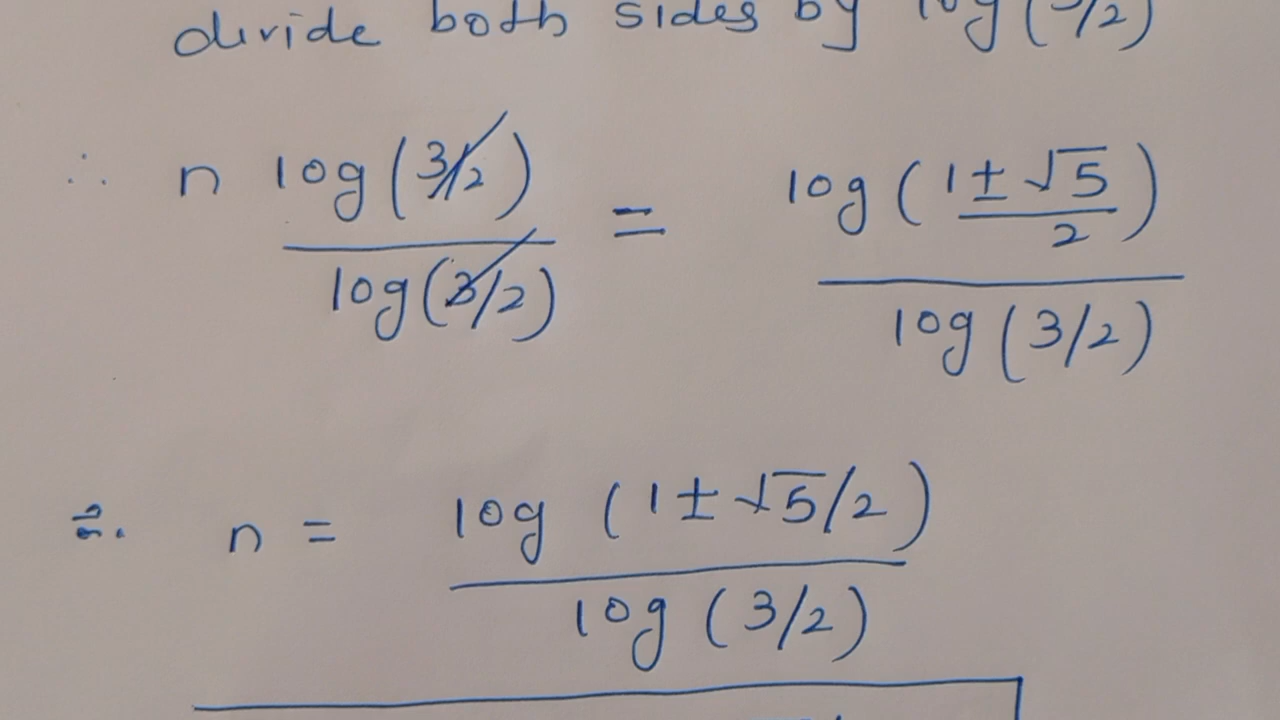 divide both sides by log(3/2)
∴ n log(3/2) / log(3/2) = log(1±√5 / 2) / log(3/2)
∴ n = log (1±√5/2) / log (3/2)